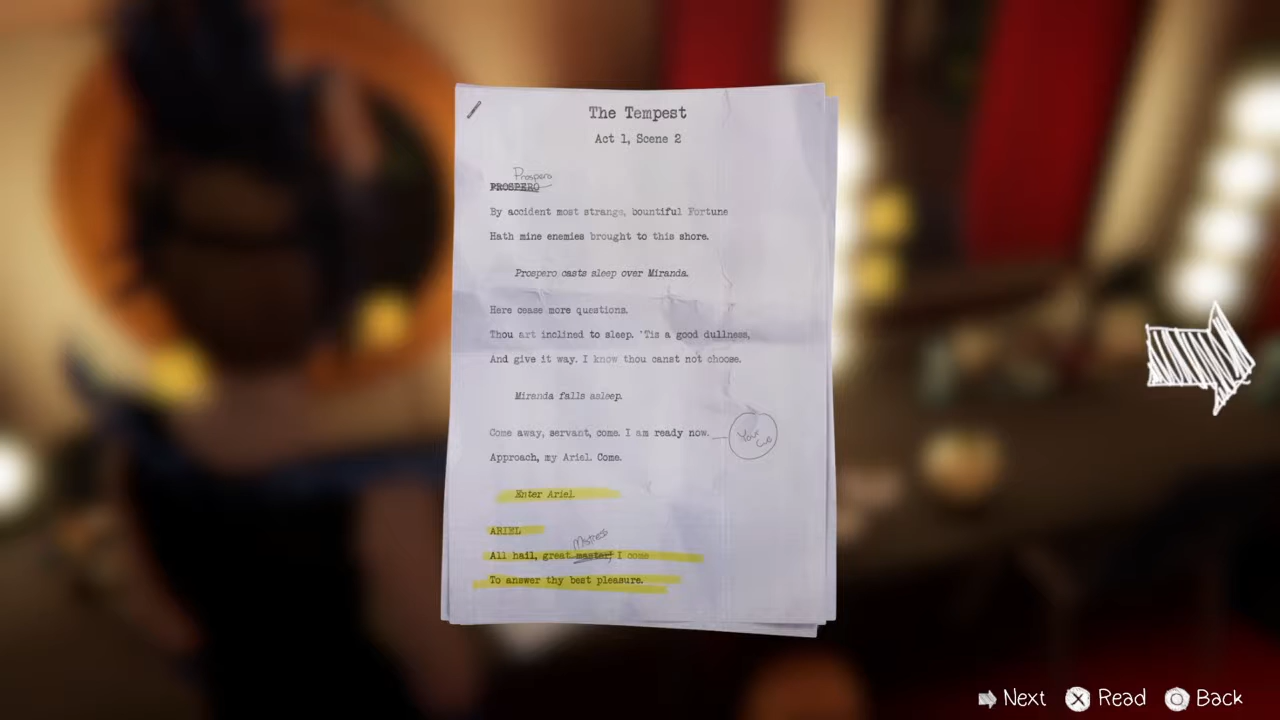 The Tempest
Act 1, Scene 2
Prospero
PROSPERO
By accident most strange, bountiful Fortune
Hath mine enemies brought to this shore.
Prospero casts sleep over Miranda.
Here cease more questions.
Thou art inclined to sleep. 'Tis a good dullness,
And give it way. I know thou canst not choose.
Miranda falls asleep.
Come away, servant, come. I am ready now.
Approach, my Ariel. Come.
Enter Ariel.
ARIEL
Mistress
All hail, great master, I come
To answer thy best pleasure.
Next Read Back